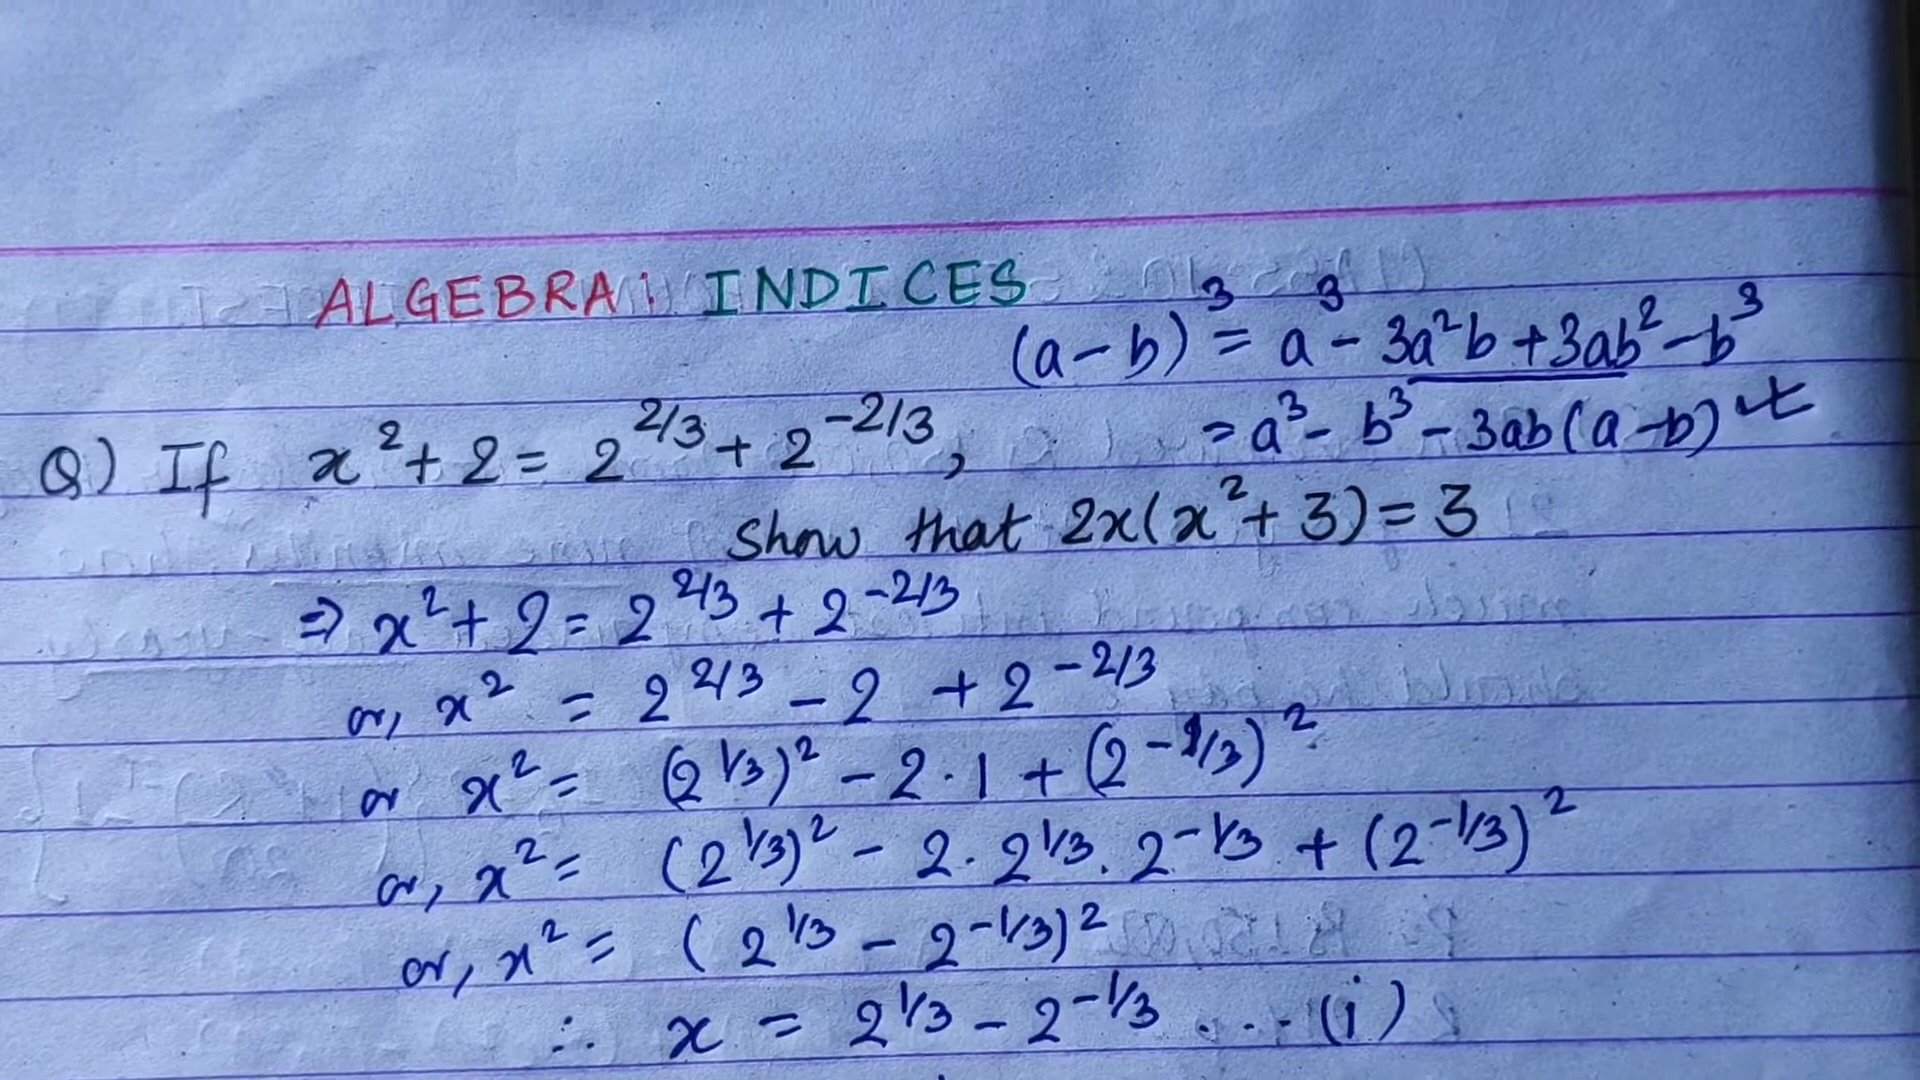 ALGEBRA: INDICES
(a-b)³ = a³ - 3a²b + 3ab² - b³
= a³ - b³ - 3ab(a-b)
Q) If x² + 2 = 2^(2/3) + 2^(-2/3),
Show that 2x(x² + 3) = 3
⇒ x² + 2 = 2^(2/3) + 2^(-2/3)
or, x² = 2^(2/3) - 2 + 2^(-2/3)
or x² = (2^(1/3))² - 2·1 + (2^(-1/3))²
or, x² = (2^(1/3))² - 2·2^(1/3)·2^(-1/3) + (2^(-1/3))²
or, x² = (2^(1/3) - 2^(-1/3))²
∴ x = 2^(1/3) - 2^(-1/3) ... (i)